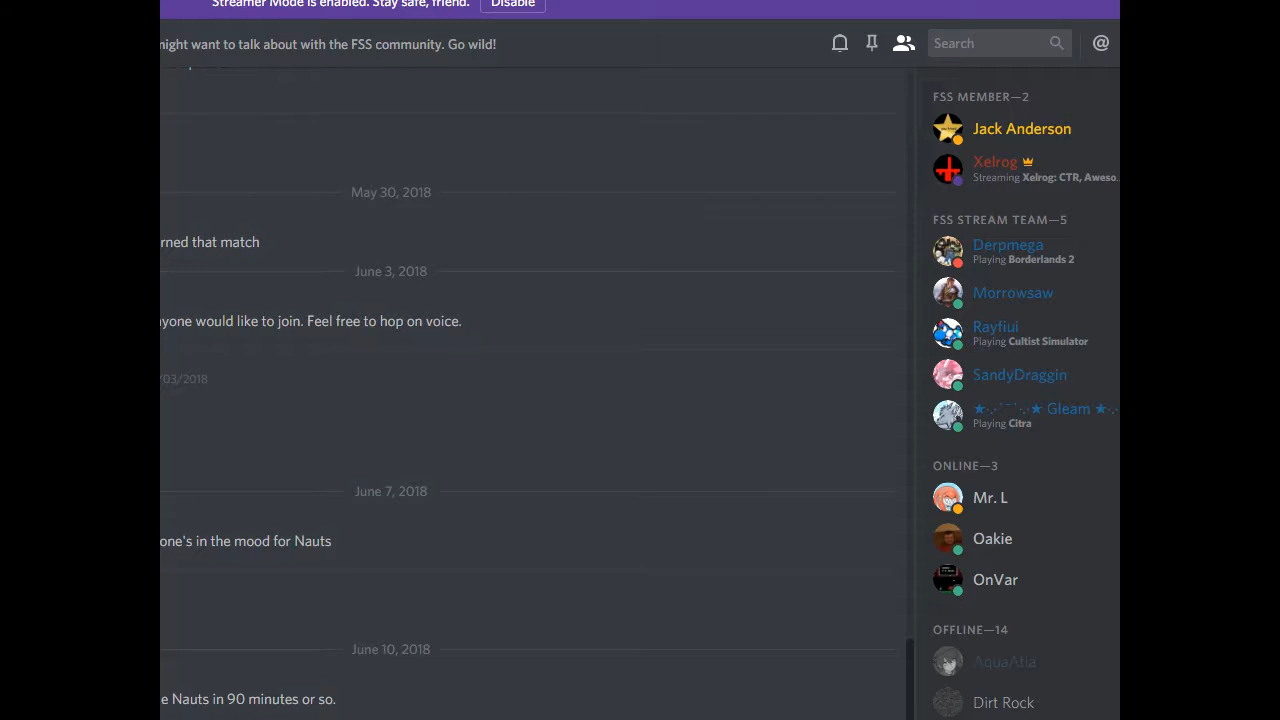 Streamer Mode is enabled. Stay safe, friend. Disable
might want to talk about with the FSS community. Go wild!
Search
@
May 30, 2018
rned that match
June 3, 2018
yone would like to join. Feel free to hop on voice.
/03/2018
June 7, 2018
one's in the mood for Nauts
June 10, 2018
e Nauts in 90 minutes or so.
FSS MEMBER—2
Jack Anderson
Xelrog
Streaming Xelrog: CTR, Aweso...
FSS STREAM TEAM—5
Derpmega
Playing Borderlands 2
Morrowsaw
Rayfiui
Playing Cultist Simulator
SandyDraggin
Gleam
Playing Citra
ONLINE—3
Mr. L
Oakie
OnVar
OFFLINE—14
AquaAtia
Dirt Rock